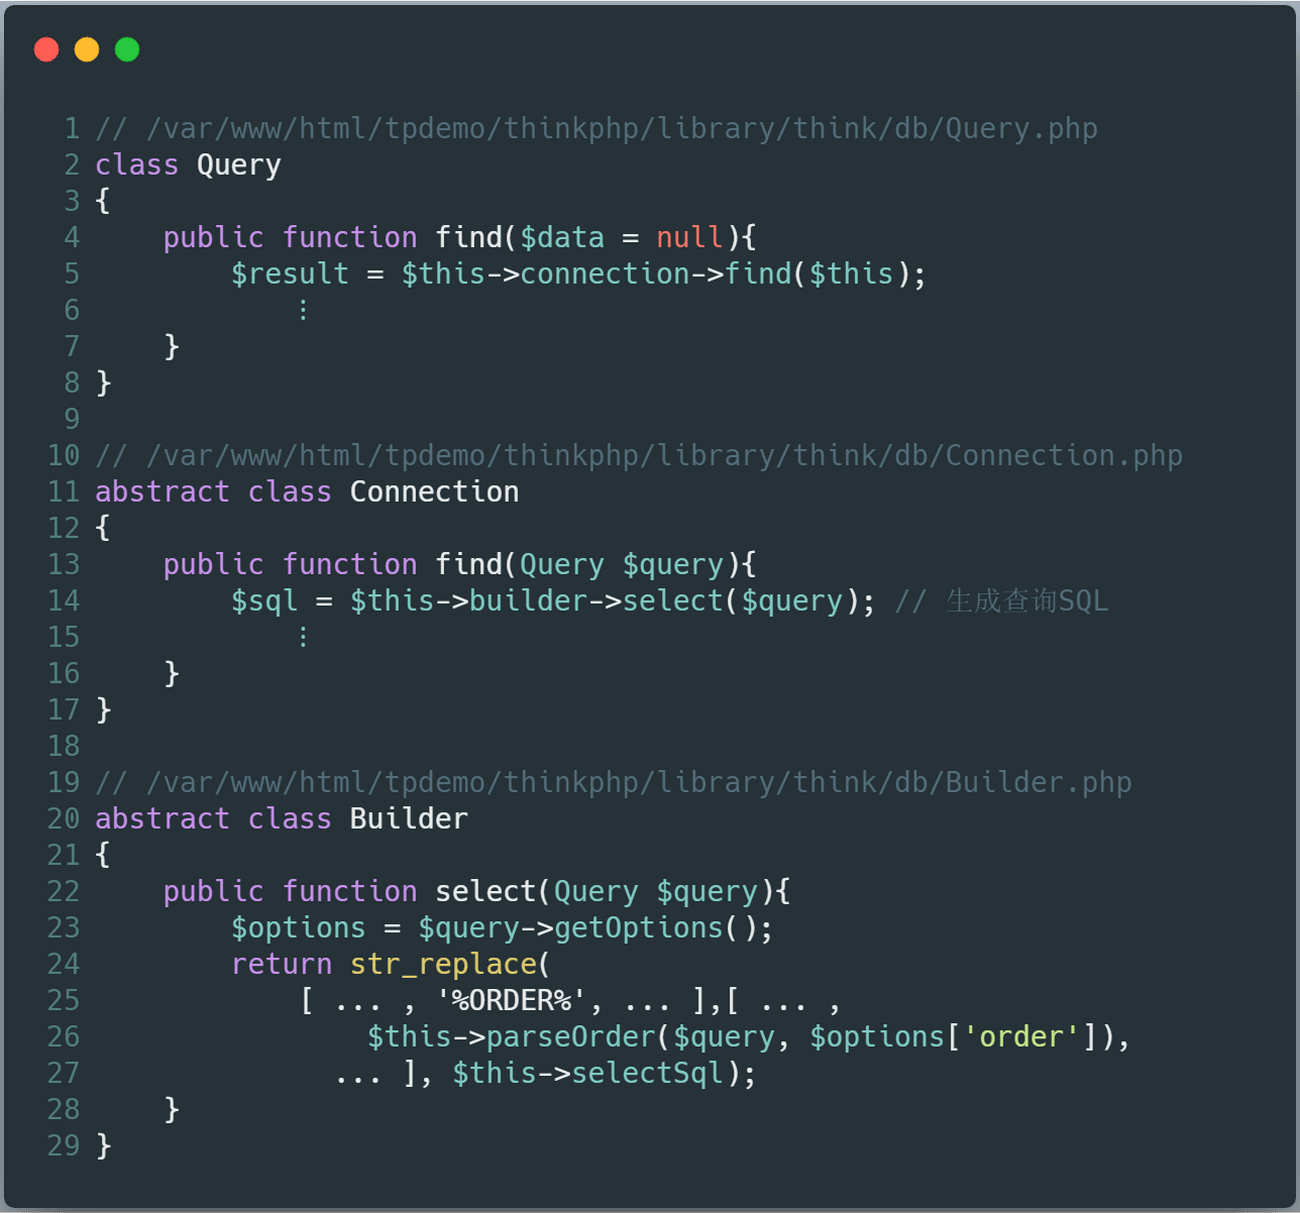 1 // /var/www/html/tpdemo/thinkphp/library/think/db/Query.php
2 class Query
3 {
4     public function find($data = null){
5         $result = $this->connection->find($this);
6             ⋮
7     }
8 }
9
10 // /var/www/html/tpdemo/thinkphp/library/think/db/Connection.php
11 abstract class Connection
12 {
13     public function find(Query $query){
14         $sql = $this->builder->select($query); // 生成查询SQL
15             ⋮
16     }
17 }
18
19 // /var/www/html/tpdemo/thinkphp/library/think/db/Builder.php
20 abstract class Builder
21 {
22     public function select(Query $query){
23         $options = $query->getOptions();
24         return str_replace(
25             [ ... , '%ORDER%', ... ],[ ... ,
26                 $this->parseOrder($query, $options['order']),
27               ... ], $this->selectSql);
28     }
29 }